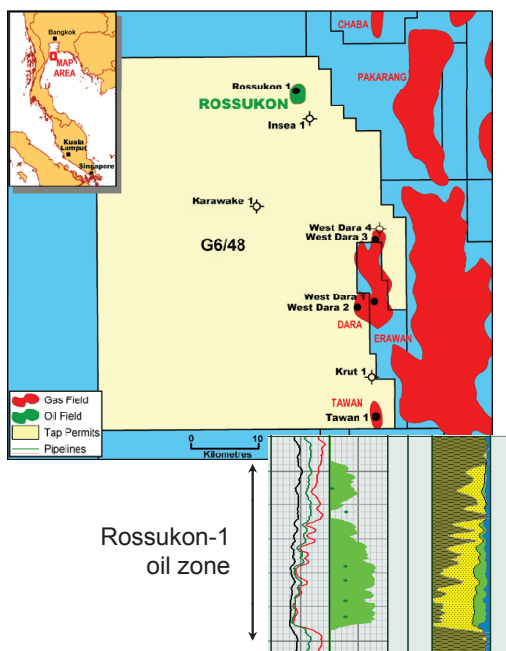 Bangkok
MAP
AREA
Kuala
Lumpur
Singapore
CHABA
PAKARANG
Rossukon 1
ROSSUKON
Insea 1
Karawake 1
West Dara 4
West Dara 3
G6/48
West Dara 1
West Dara 2
DARA
ERAWAN
Krut 1
TAWAN
Tawan 1
Gas Field
Oil Field
Tap Permits
Pipelines
0
10
Kilometres
Rossukon-1
oil zone